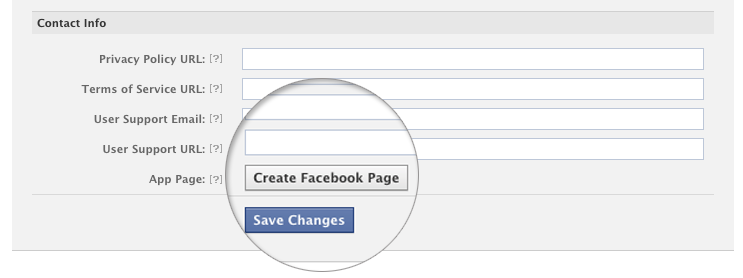 Contact Info
Privacy Policy URL: [?]
Terms of Service URL: [?]
User Support Email: [?]
User Support URL: [?]
App Page: [?] Create Facebook Page
Save Changes